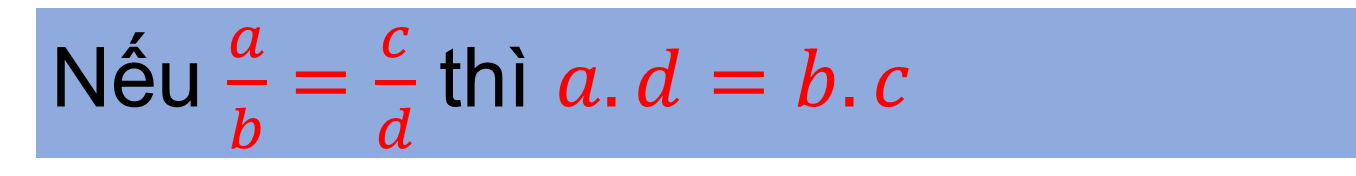 Nếu a/b = c/d thì a.d = b.c